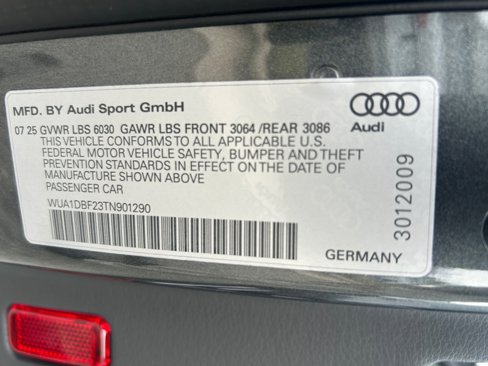 MFD. BY Audi Sport GmbH
07 25 GVWR LBS 6030 GAWR LBS FRONT 3064 /REAR 3086
THIS VEHICLE CONFORMS TO ALL APPLICABLE U.S.
FEDERAL MOTOR VEHICLE SAFETY, BUMPER AND THEFT
PREVENTION STANDARDS IN EFFECT ON THE DATE OF
MANUFACTURE SHOWN ABOVE
PASSENGER CAR
WUA1DBF23TN901290
Audi
3012009
GERMANY